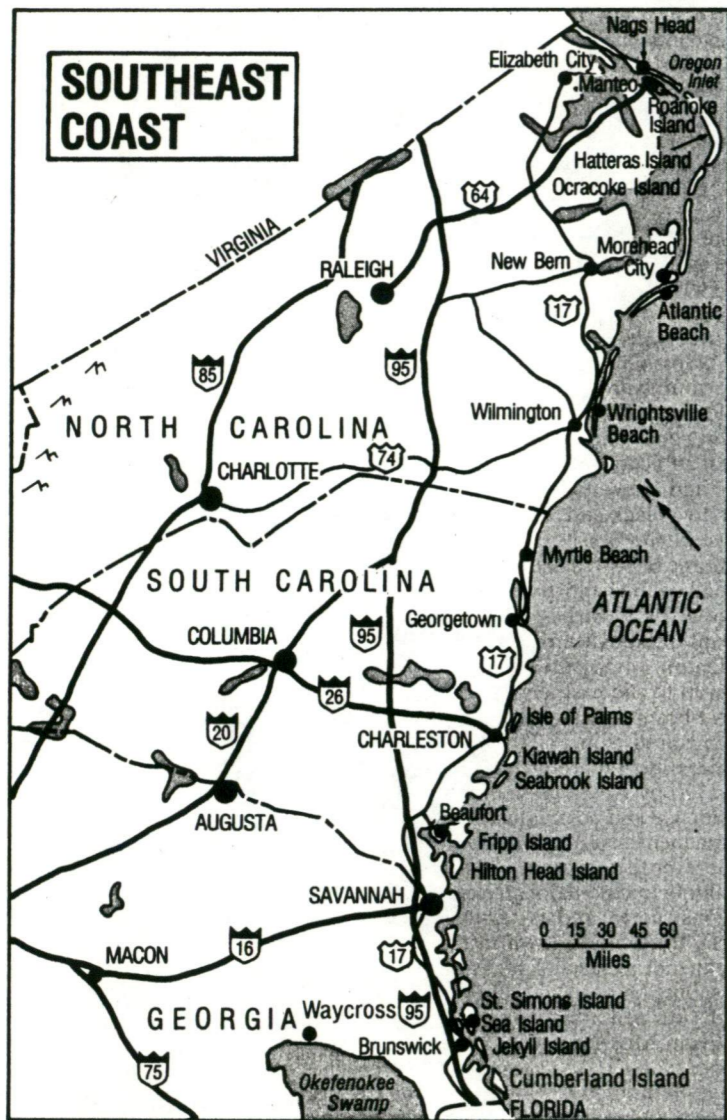 SOUTHEAST
COAST
Nags Head
Elizabeth City
Oregon
Inlet
Manteo
Roanoke
Island
Hatteras Island
64
Ocracoke Island
VIRGINIA
RALEIGH
New Bern
Morehead
City
17
Atlantic
Beach
85
95
NORTH CAROLINA
Wilmington
Wrightsville
Beach
74
CHARLOTTE
N
Myrtle Beach
SOUTH CAROLINA
ATLANTIC
OCEAN
Georgetown
COLUMBIA
95
17
26
Isle of Palms
20
CHARLESTON
Kiawah Island
Seabrook Island
AUGUSTA
Beaufort
Fripp Island
Hilton Head Island
SAVANNAH
0 15 30 45 60
Miles
16
17
MACON
95
St. Simons Island
GEORGIA
Waycross
Sea Island
Brunswick
Jekyll Island
75
Okefenokee
Swamp
Cumberland Island
FLORIDA